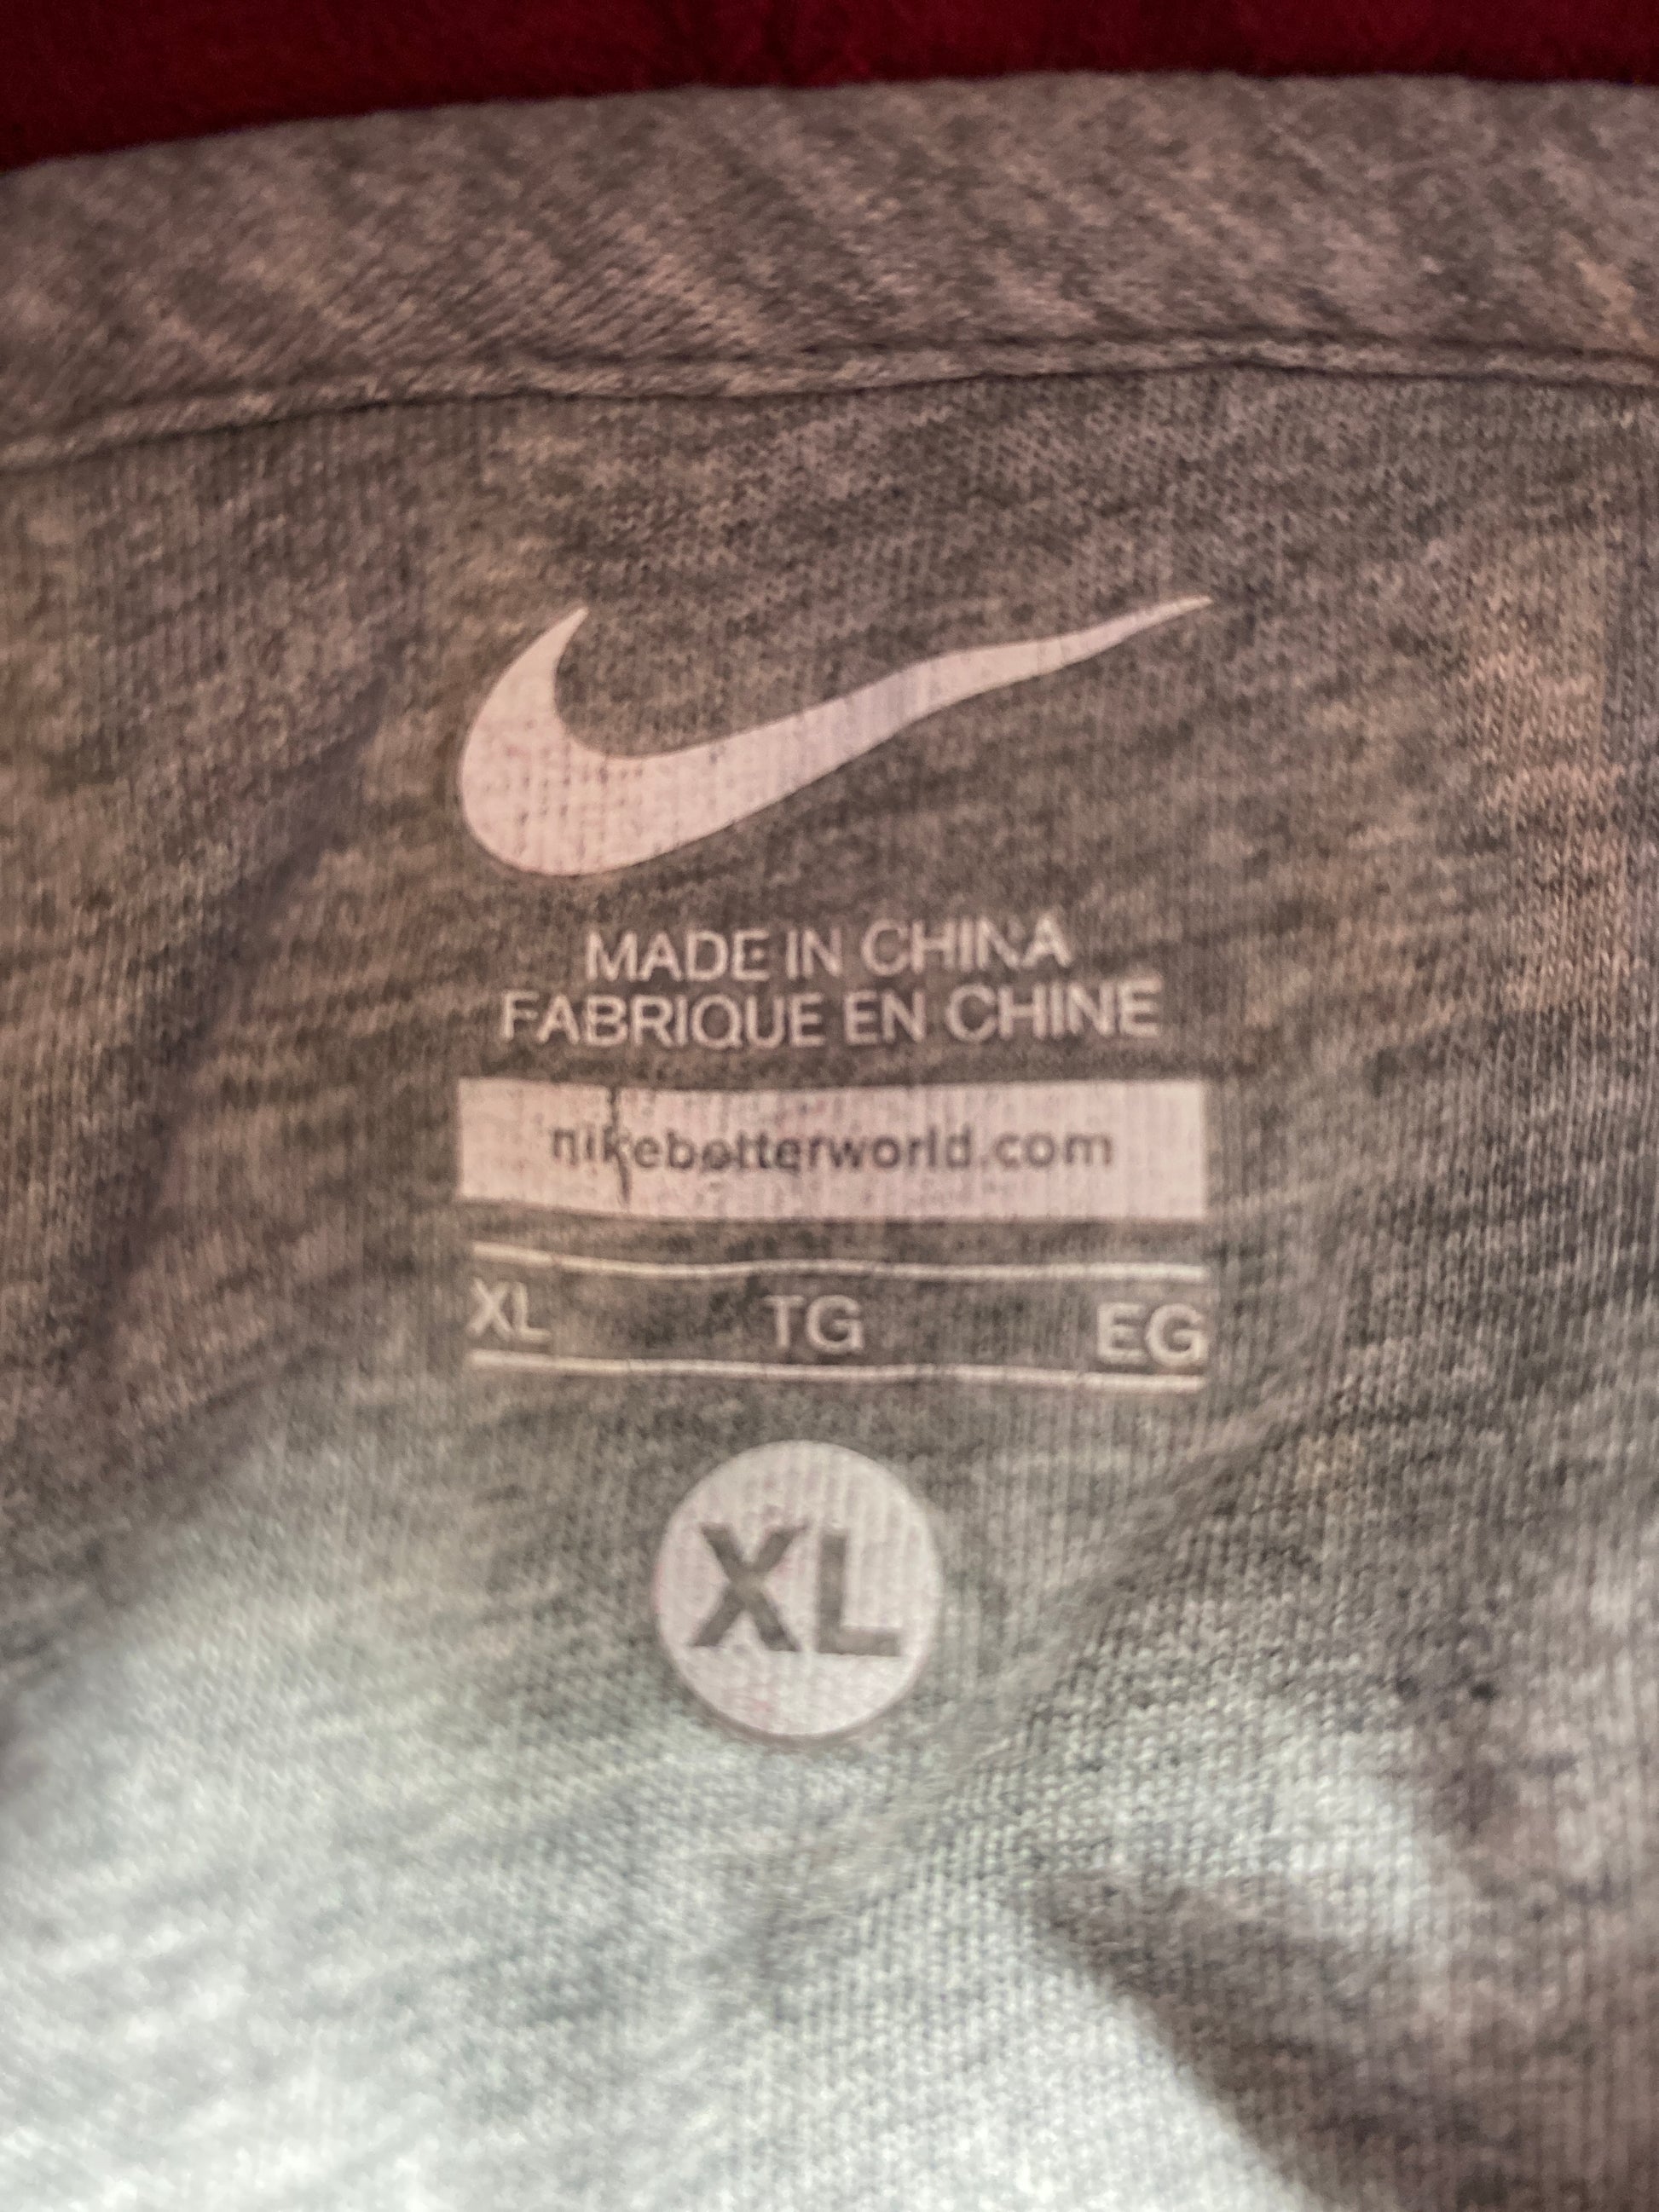 MADE IN CHINA
FABRIQUE EN CHINE
nikebetterworld.com
XL TG EG
XL